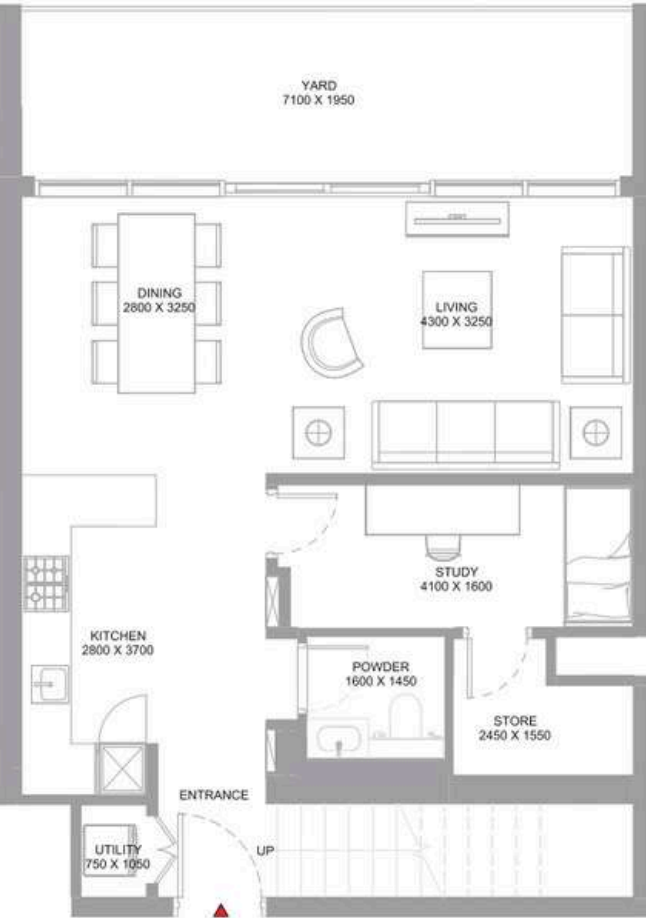 YARD
7100 X 1950
DINING
2800 X 3250
LIVING
4300 X 3250
STUDY
4100 X 1600
KITCHEN
2800 X 3700
POWDER
1600 X 1450
STORE
2450 X 1550
ENTRANCE
UTILITY
750 X 1050
UP